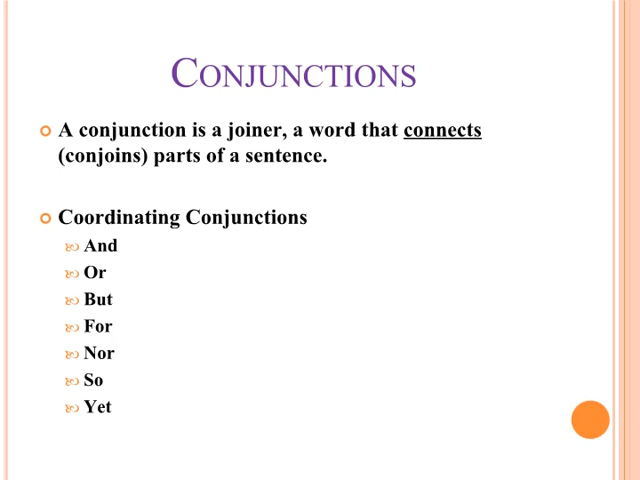 CONJUNCTIONS
A conjunction is a joiner, a word that connects
(conjoins) parts of a sentence.
Coordinating Conjunctions
And
Or
But
For
Nor
So
Yet